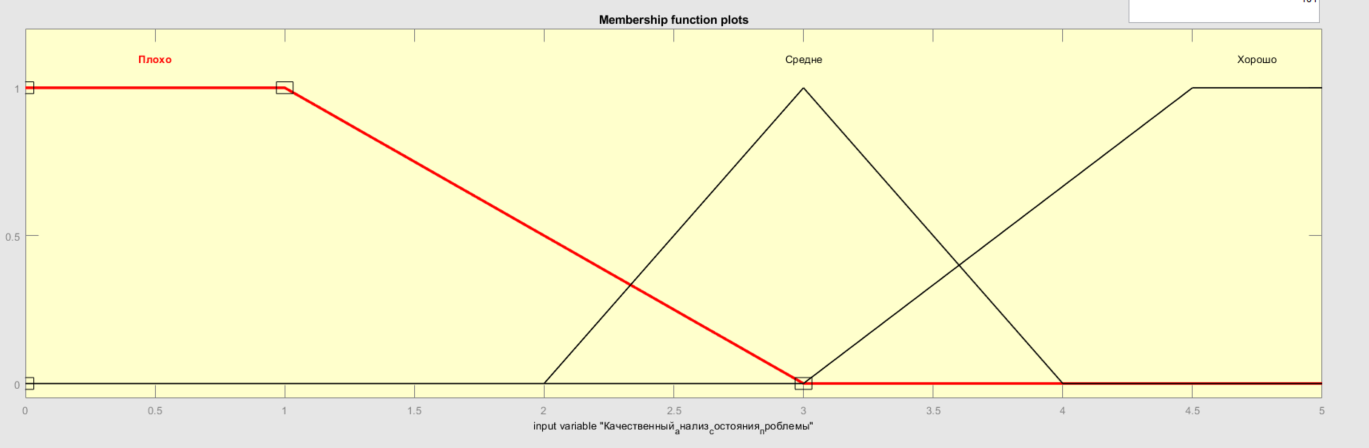 Membership function plots
Плохо
Средне
Хорошо
1
0.5
0
0 0.5 1 1.5 2 2.5 3 3.5 4 4.5 5
input variable "Качественный_анализ_состояния_проблемы"